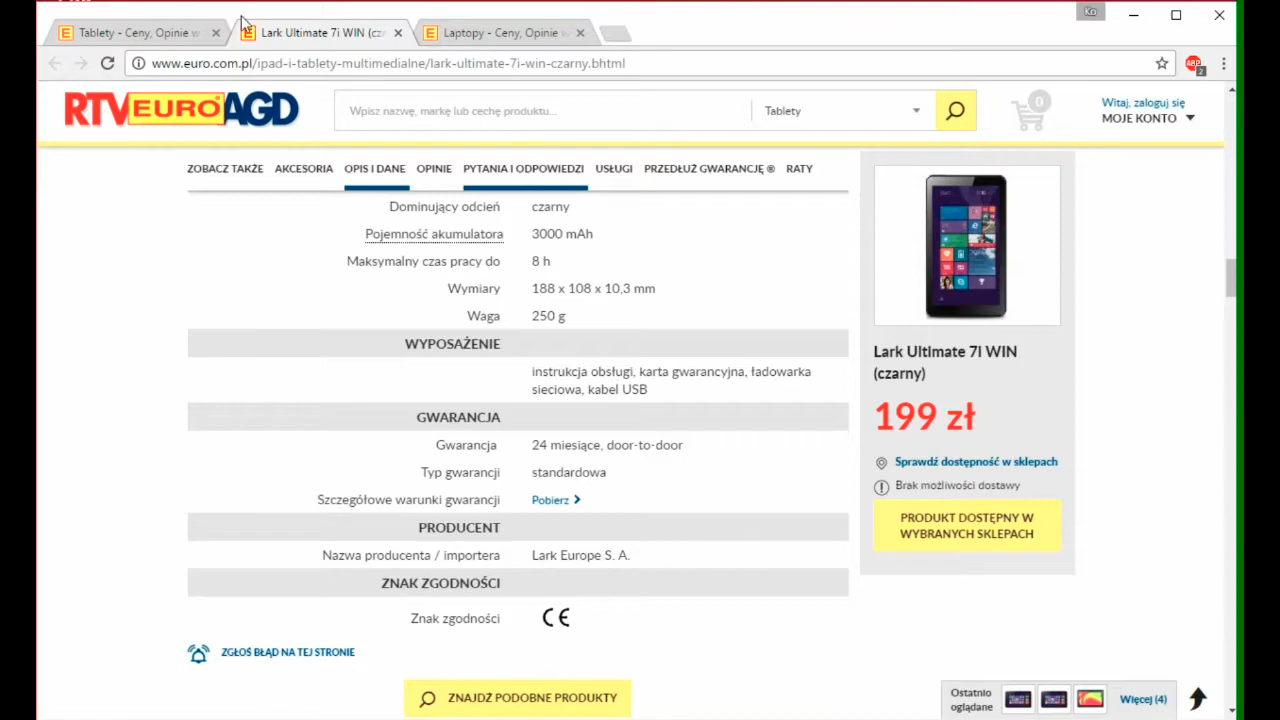 Ko
Tablety - Ceny, Opinie w
Lark Ultimate 7i WIN (cza
Laptopy - Ceny, Opinie w
www.euro.com.pl/ipad-i-tablety-multimedialne/lark-ultimate-7i-win-czarny.bhtml
ABP
2
RTV EURO AGD
Wpisz nazwę, markę lub cechę produktu...
Tablety
0
Witaj, zaloguj się
MOJE KONTO
ZOBACZ TAKŻE AKCESORIA OPIS I DANE OPINIE PYTANIA I ODPOWIEDZI USŁUGI PRZEDŁUŻ GWARANCJĘ ® RATY
Dominujący odcień czarny
Pojemność akumulatora 3000 mAh
Maksymalny czas pracy do 8 h
Wymiary 188 x 108 x 10,3 mm
Waga 250 g
WYPOSAŻENIE
instrukcja obsługi, karta gwarancyjna, ładowarka
sieciowa, kabel USB
GWARANCJA
Gwarancja 24 miesiące, door-to-door
Typ gwarancji standardowa
Szczegółowe warunki gwarancji Pobierz
PRODUCENT
Nazwa producenta / importera Lark Europe S. A.
ZNAK ZGODNOŚCI
Znak zgodności CE
ZGŁOŚ BŁĄD NA TEJ STRONIE
ZNAJDŹ PODOBNE PRODUKTY
Lark Ultimate 7i WIN
(czarny)
199 zł
Sprawdź dostępność w sklepach
Brak możliwości dostawy
PRODUKT DOSTĘPNY W
WYBRANYCH SKLEPACH
Ostatnio
oglądane
Więcej (4)